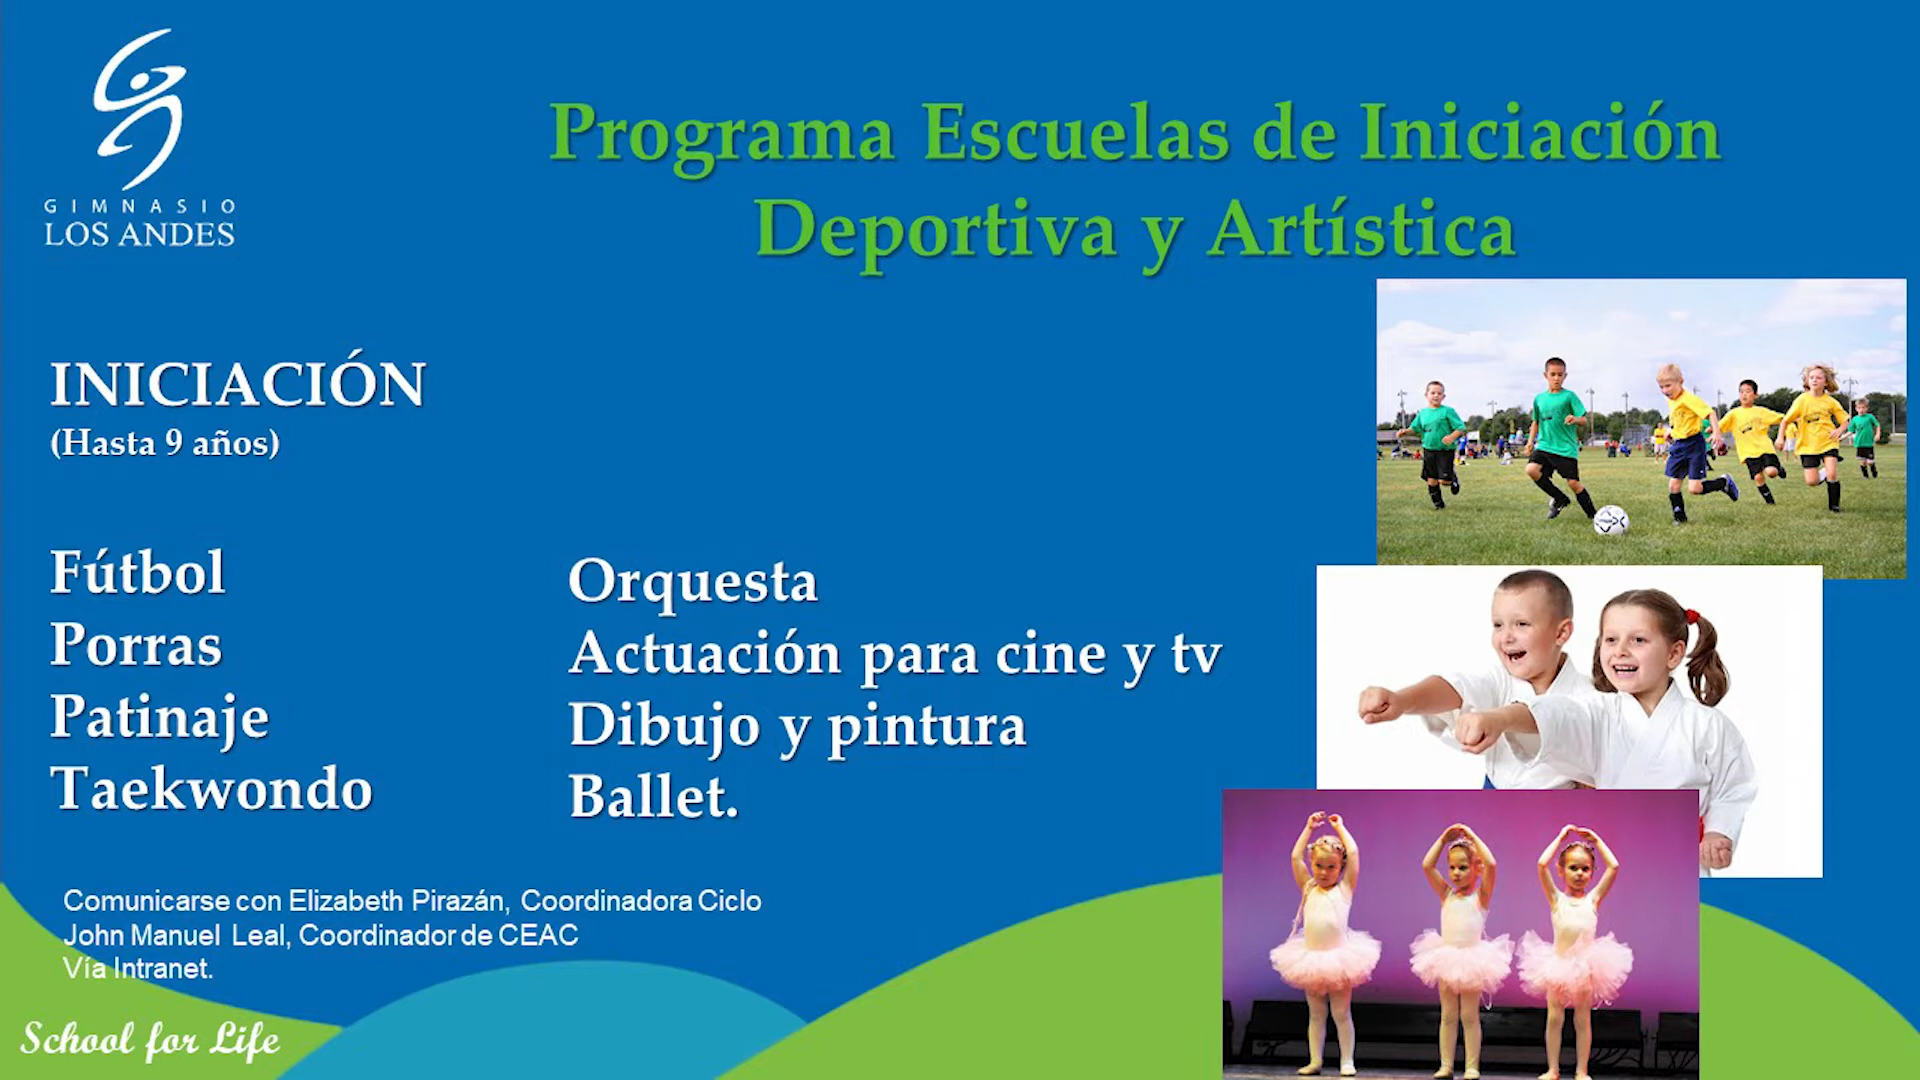 GIMNASIO
LOS ANDES
Programa Escuelas de Iniciación
Deportiva y Artística
INICIACIÓN
(Hasta 9 años)
Fútbol
Porras
Patinaje
Taekwondo
Orquesta
Actuación para cine y tv
Dibujo y pintura
Ballet.
Comunicarse con Elizabeth Pirazán, Coordinadora Ciclo
John Manuel Leal, Coordinador de CEAC
Vía Intranet.
School for Life